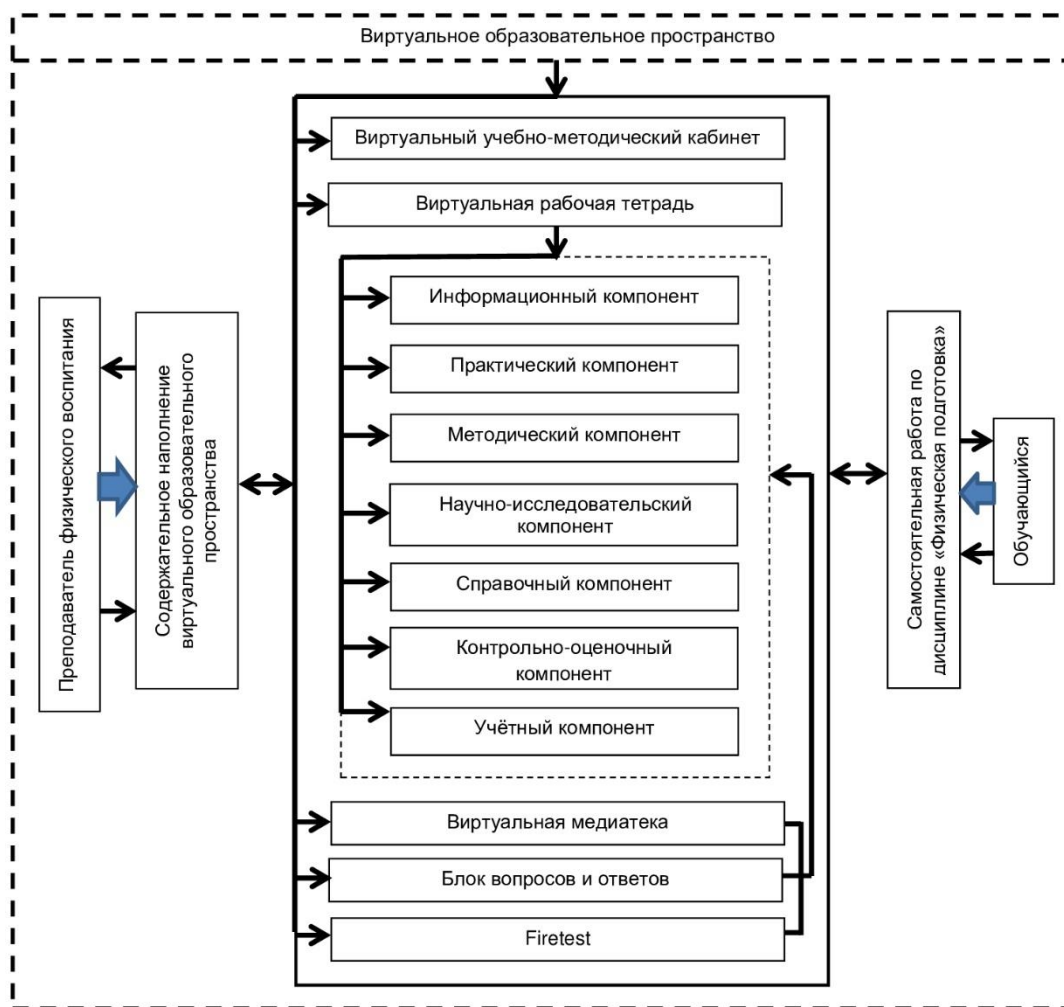 Виртуальное образовательное пространство
Виртуальный учебно-методический кабинет
Виртуальная рабочая тетрадь
Информационный компонент
Практический компонент
Методический компонент
Научно-исследовательский
компонент
Справочный компонент
Контрольно-оценочный
компонент
Учётный компонент
Виртуальная медиатека
Блок вопросов и ответов
Firetest
Преподаватель физического воспитания
Содержательное наполнение
виртуального образовательного
пространства
Самостоятельная работа по
дисциплине «Физическая подготовка»
Обучающийся